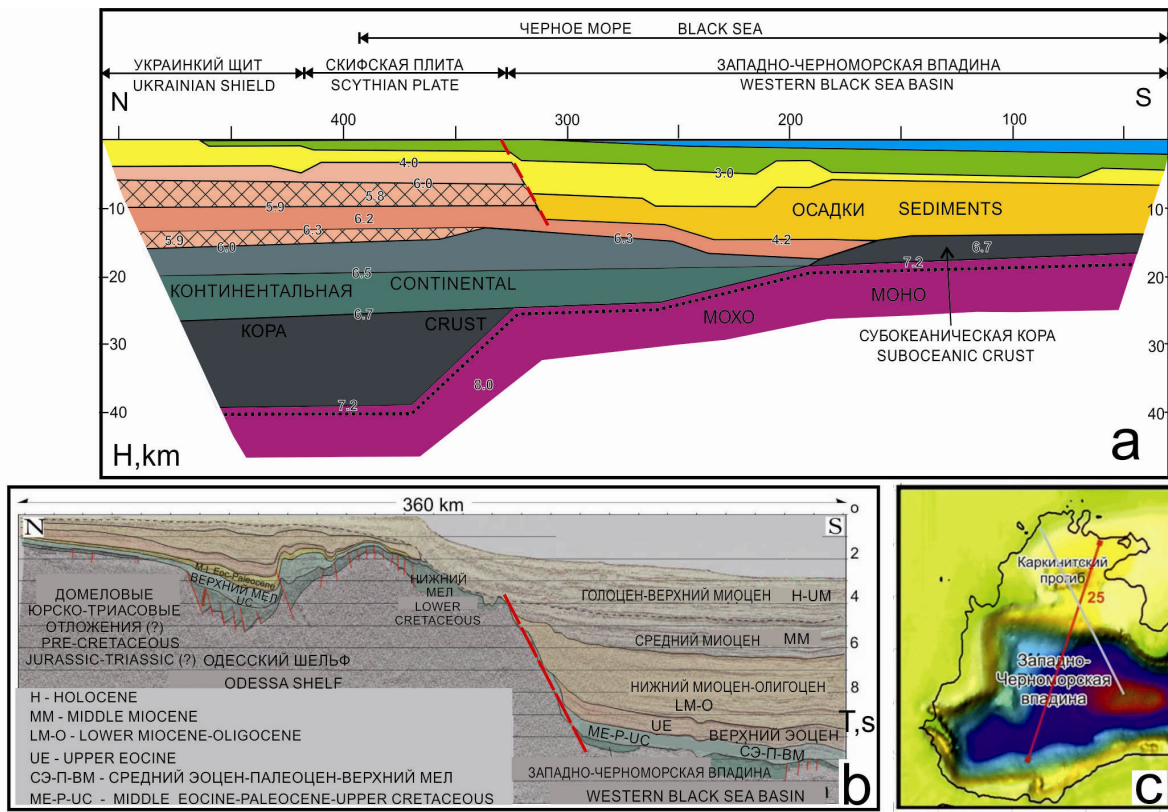 ЧЕРНОЕ МОРЕ BLACK SEA
УКРАИНКИЙ ЩИТ
UKRAINIAN SHIELD
СКИФСКАЯ ПЛИТА
SCYTHIAN PLATE
ЗАПАДНО-ЧЕРНОМОРСКАЯ ВПАДИНА
WESTERN BLACK SEA BASIN
N
S
400
300
200
100
4.0
6.0
5.8
5.9
6.2
6.3
5.9
6.0
6.5
6.7
7.2
8.0
3.0
6.3
4.2
6.7
7.2
10
20
30
40
10
20
30
40
ОСАДКИ SEDIMENTS
КОНТИНЕНТАЛЬНАЯ CONTINENTAL
КОРА CRUST
МОХО
МОНО
СУБОКЕАНИЧЕСКАЯ КОРА
SUBOCEANIC CRUST
H,km
a
360 km
N
S
o
2
4
6
8
T,s
M-L Eoc-Paleocene
ВЕРХНИЙ МЕЛ
UC
НИЖНИЙ
МЕЛ
LOWER
CRETACEOUS
ДОМЕЛОВЫЕ
ЮРСКО-ТРИАСОВЫЕ
ОТЛОЖЕНИЯ (?)
PRE-CRETACEOUS
JURASSIC-TRIASSIC (?)
ОДЕССКИЙ ШЕЛЬФ
ODESSA SHELF
ГОЛОЦЕН-ВЕРХНИЙ МИОЦЕН H-UM
СРЕДНИЙ МИОЦЕН MM
НИЖНИЙ МИОЦЕН-ОЛИГОЦЕН
LM-O
UE ВЕРХНИЙ ЭОЦЕН
ME-P-UC
СЭ-П-ВМ
ЗАПАДНО-ЧЕРНОМОРСКАЯ ВПАДИНА
WESTERN BLACK SEA BASIN
H - HOLOCENE
MM - MIDDLE MIOCENE
LM-O - LOWER MIOCENE-OLIGOCENE
UE - UPPER EOCINE
СЭ-П-ВМ - СРЕДНИЙ ЭОЦЕН-ПАЛЕОЦЕН-ВЕРХНИЙ МЕЛ
ME-P-UC - MIDDLE EOCINE-PALEOCENE-UPPER CRETACEOUS
b
Каркинитский
прогиб
25
Западно-
Черноморская
впадина
c